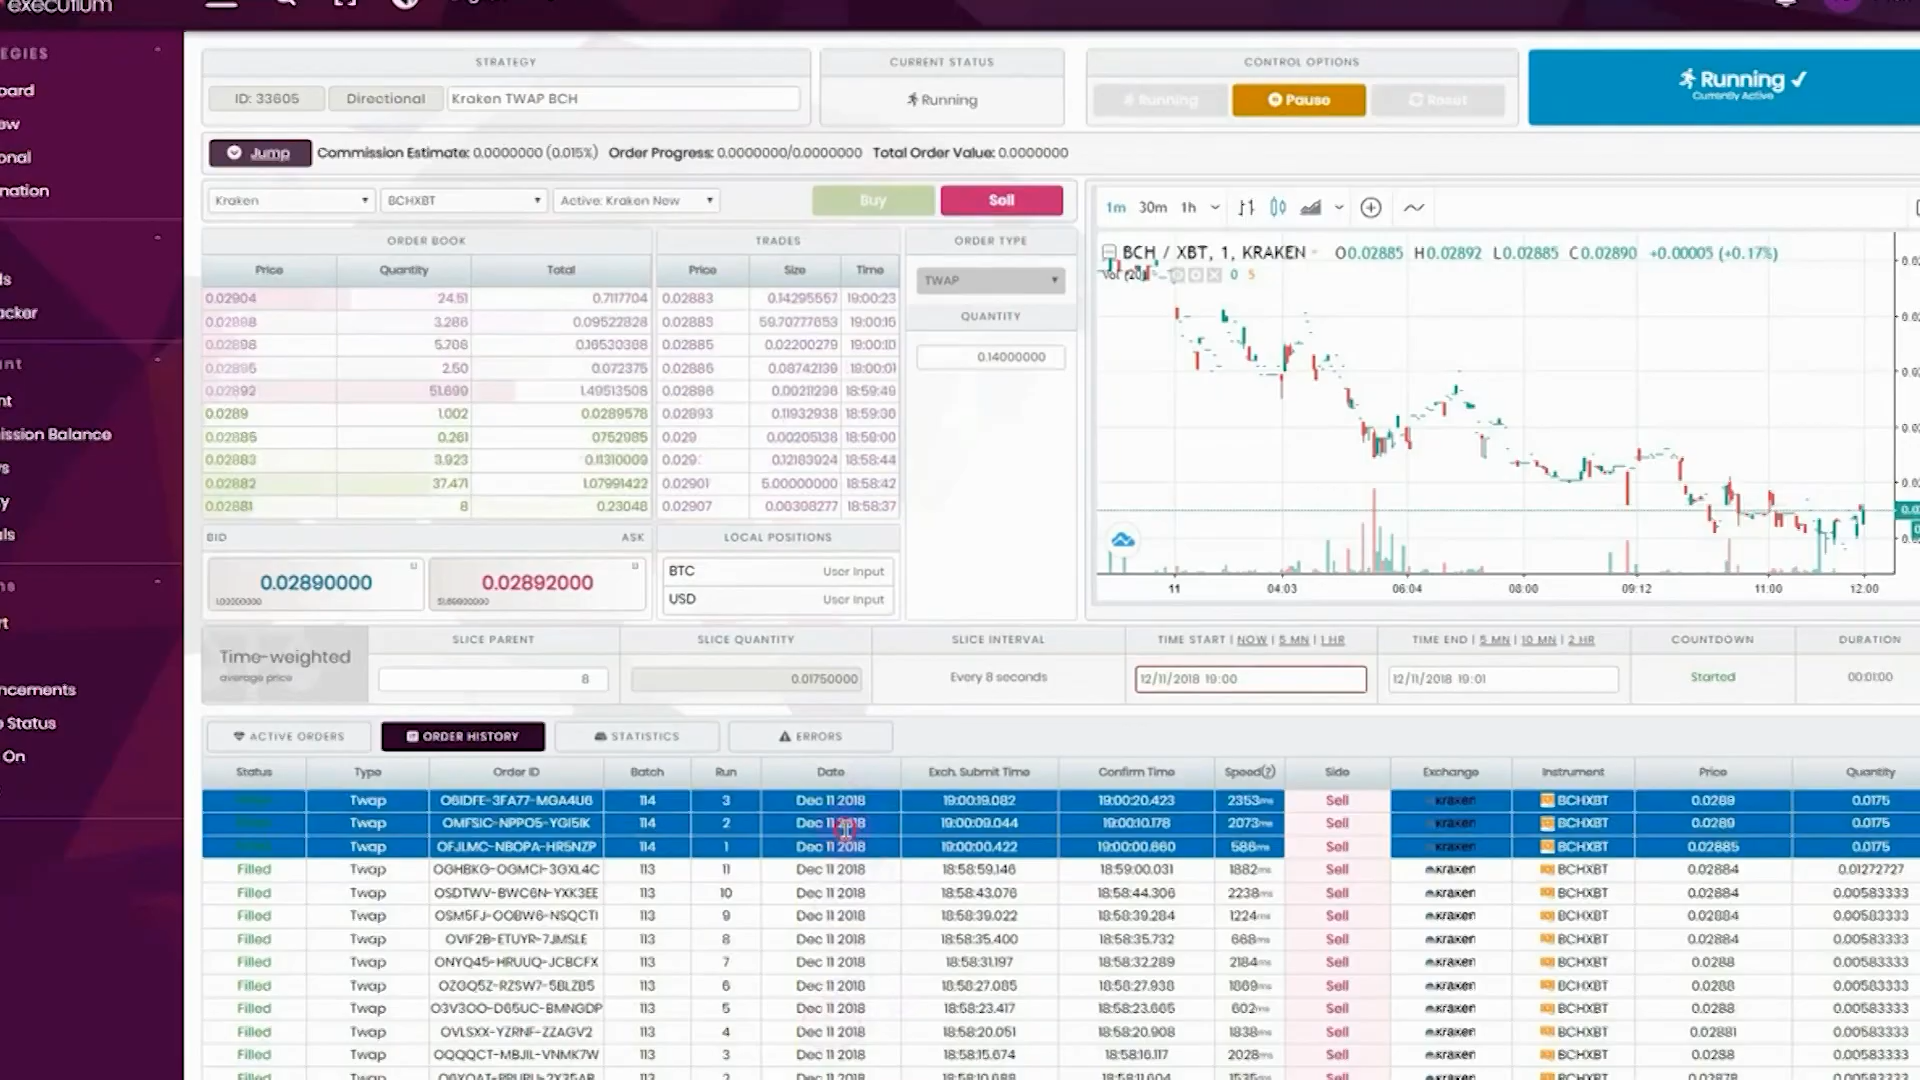 executium
STRATEGY
CURRENT STATUS
CONTROL OPTIONS
Running ✓
Currently Active
ID: 33605
Directional
Kraken TWAP BCH
Running
Running
Pause
Reset
Jump
Commission Estimate: 0.0000000 (0.015%) Order Progress: 0.0000000/0.0000000 Total Order Value: 0.0000000
Kraken
BCHXBT
Active: Kraken New
Buy
Sell
1m 30m 1h
ORDER BOOK
TRADES
ORDER TYPE
BCH / XBT, 1, KRAKEN O0.02885 H0.02892 L0.02885 C0.02890 +0.00005 (+0.17%)
Price Quantity Total Price Size Time
TWAP
0.02904 24.51 0.7117704 0.02883 0.14295557 19:00:23
QUANTITY
3.286 0.09522828 59.70777653
5.708 0.02885 0.02200279
2.50 0.072375 0.08742139 19:00:01
0.14000000
0.02892 51.699 1.49513508 18:59:49
0.0289 1.002 0.0289578 0.02893 0.11932938
0.261 0.029 0.00205138 18:59:00
0.02883 3.923 0.11310009 0.12183924 18:58:44
0.02882 37.471 1.07991422 0.02901 5.00000000 18:58:42
0.02881 8 0.23048 0.02907 0.00398277 18:58:37
BID
ASK
LOCAL POSITIONS
0.02890000
0.02892000
BTC User Input
USD User Input
11 04:03 06:04 08:00 09:12 11:00 12:00
Time-weighted
average price
SLICE PARENT
SLICE QUANTITY
SLICE INTERVAL
TIME START | NOW | 5 MN | 1 HR
TIME END | 5 MN | 10 MN | 2 HR
COUNTDOWN
DURATION
8
0.01750000
Every 8 seconds
12/11/2018 19:00
12/11/2018 19:01
Started
00:01:00
ACTIVE ORDERS
ORDER HISTORY
STATISTICS
ERRORS
Status Type Order ID Batch Run Date Exch. Submit Time Confirm Time Speed(?) Side Exchange Instrument Price Quantity
Twap O6IDFE-3FA77-MGA4U6 114 3 Dec 11 2018 19:00:19.082 19:00:20.423 2353ms Sell kraken BCHXBT 0.0289 0.0175
Twap OMFSIC-NPPO5-YGI5IK 114 2 Dec 11 2018 19:00:09.044 19:00:10.178 2073ms Sell kraken BCHXBT 0.0289 0.0175
Twap OFJLMC-NBOPA-HR5NZP 114 1 Dec 11 2018 19:00:00.422 19:00:00.660 586ms Sell kraken BCHXBT 0.02885 0.0175
Filled Twap OGHBKG-OGMCI-3GXL4C 113 11 Dec 11 2018 18:58:59.146 18:59:00.031 1882ms Sell kraken BCHXBT 0.02884 0.01272727
Filled Twap OSDTWV-BWC6N-YXK3EE 113 10 Dec 11 2018 18:58:43.076 18:58:44.306 2238ms Sell kraken BCHXBT 0.02884 0.00583333
Filled Twap OSM5FJ-OOBW6-NSQCTI 113 9 Dec 11 2018 18:58:39.022 18:58:39.284 1224ms Sell kraken BCHXBT 0.02884 0.00583333
Filled Twap OVIF2B-ETUYR-7JMSLE 113 8 Dec 11 2018 18:58:35.400 18:58:35.732 668ms Sell kraken BCHXBT 0.02884 0.00583333
Filled Twap ONYQ45-HRUUQ-JCBCFX 113 7 Dec 11 2018 18:58:31.197 18:58:32.289 2184ms Sell kraken BCHXBT 0.0288 0.00583333
Filled Twap OZGQ5Z-RZSW7-5BLZB5 113 6 Dec 11 2018 18:58:27.085 18:58:27.938 1869ms Sell kraken BCHXBT 0.0288 0.00583333
Filled Twap O3V3OO-D65UC-BMNGDP 113 5 Dec 11 2018 18:58:23.417 18:58:23.665 602ms Sell kraken BCHXBT 0.0288 0.00583333
Filled Twap OVLSXX-YZRNF-ZZAGV2 113 4 Dec 11 2018 18:58:20.051 18:58:20.908 1838ms Sell kraken BCHXBT 0.02881 0.00583333
Filled Twap OQQQCT-MBJIL-VNMK7W 113 3 Dec 11 2018 18:58:15.674 18:58:16.117 2028ms Sell kraken BCHXBT 0.0288 0.00583333